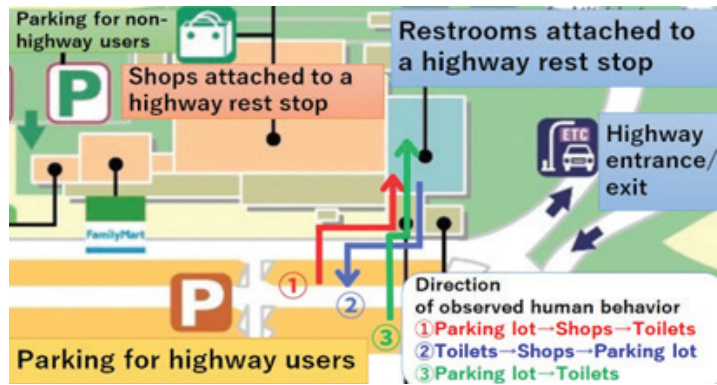 Parking for non-
highway users
P
Shops attached to a
highway rest stop
Restrooms attached to
a highway rest stop
ETC
Highway
entrance/
exit
FamilyMart
P
①
②
③
Parking for highway users
Direction
of observed human behavior
①Parking lot→Shops→Toilets
②Toilets→Shops→Parking lot
③Parking lot→Toilets